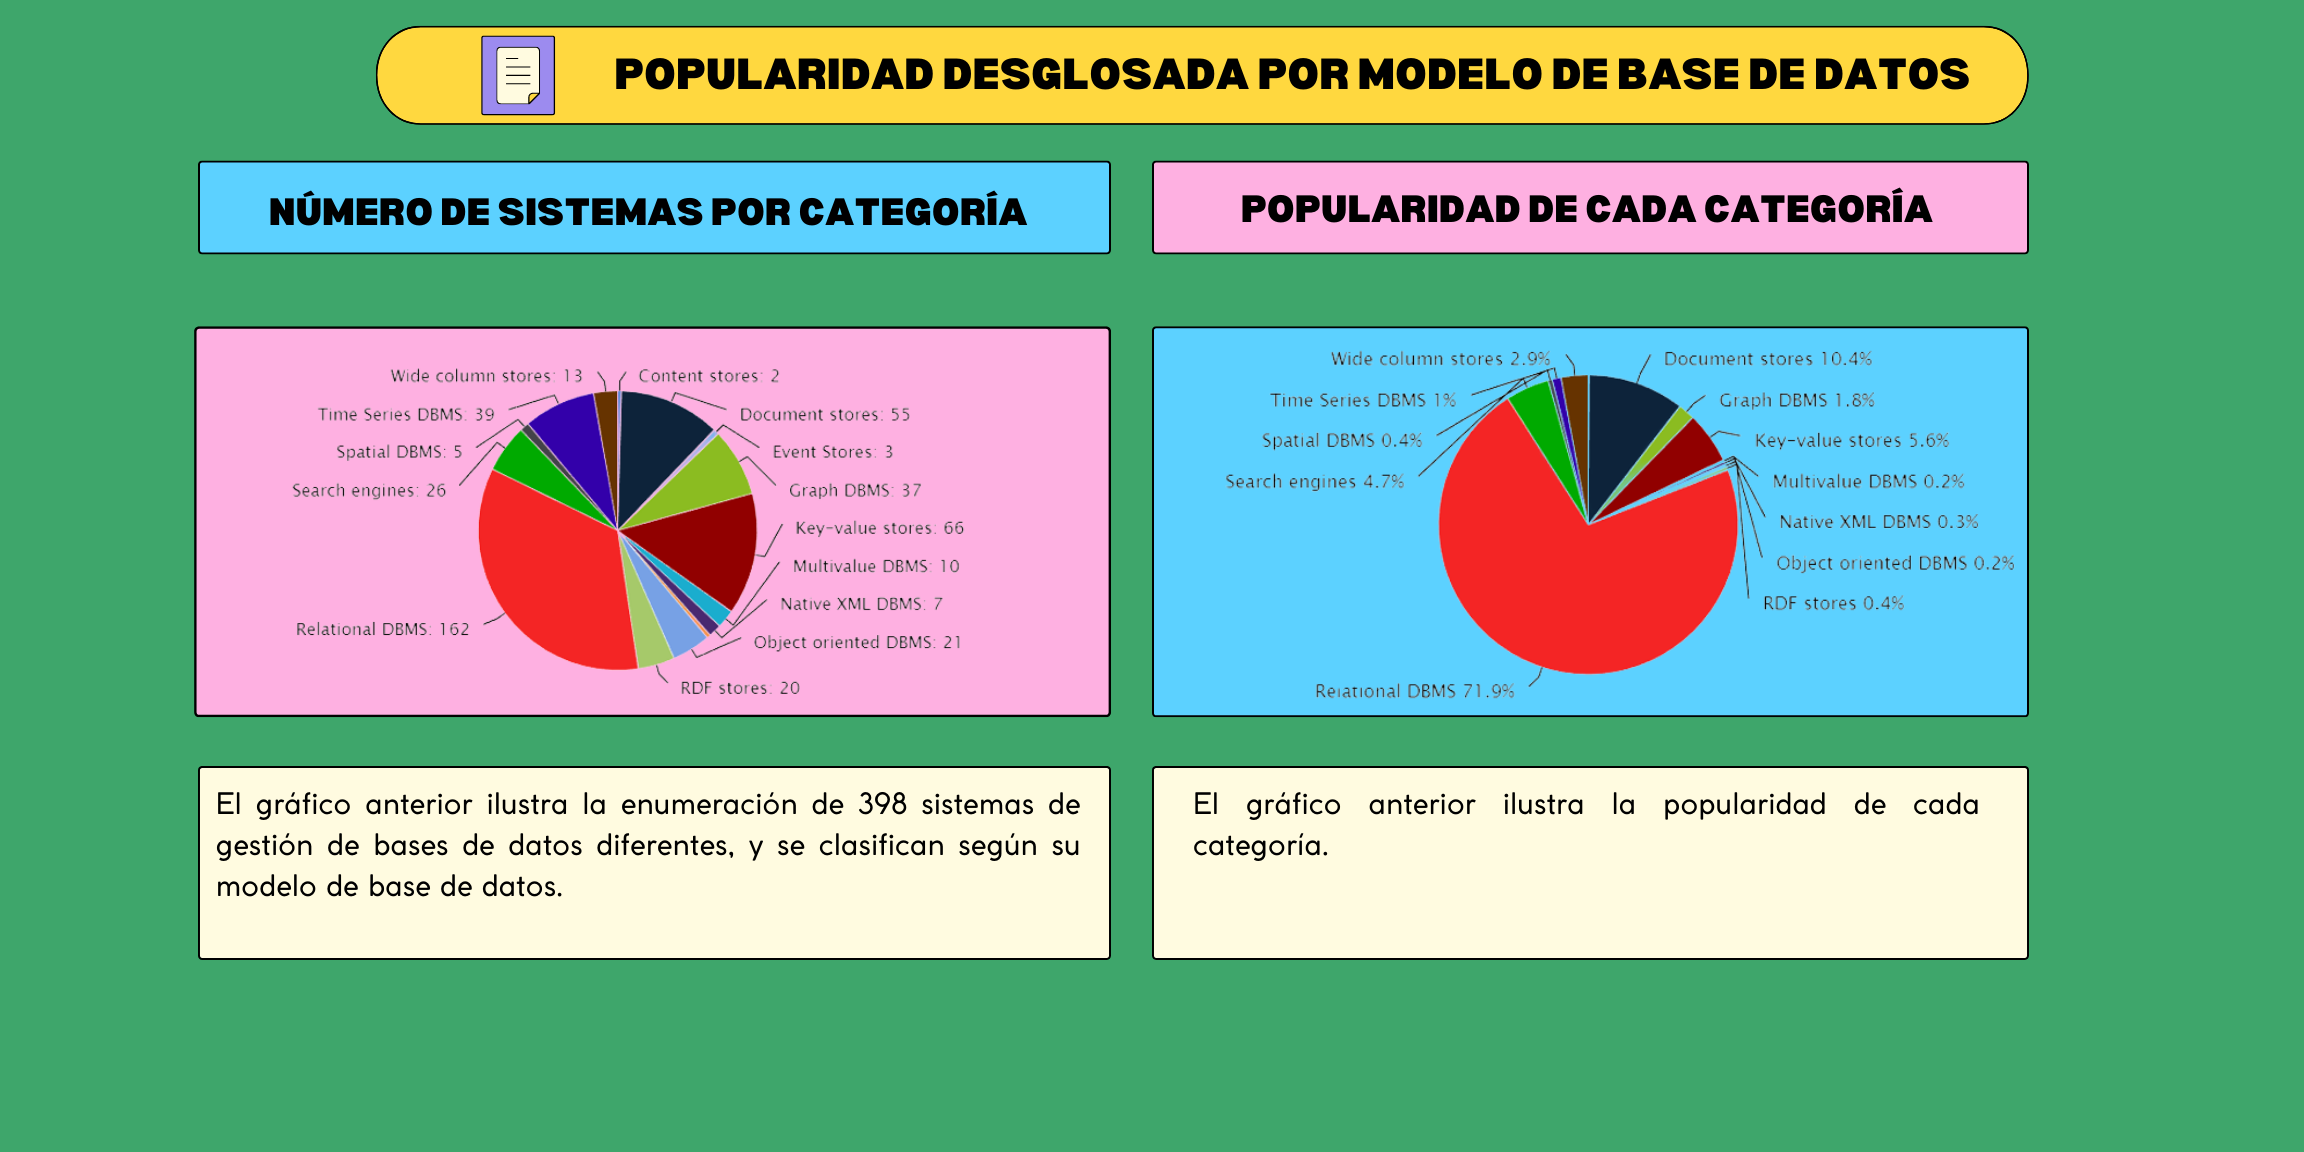 POPULARIDAD DESGLOSADA POR MODELO DE BASE DE DATOS
NÚMERO DE SISTEMAS POR CATEGORÍA
Wide column stores: 13
Content stores: 2
Time Series DBMS: 39
Document stores: 55
Spatial DBMS: 5
Event Stores: 3
Search engines: 26
Graph DBMS: 37
Key-value stores: 66
Multivalue DBMS: 10
Native XML DBMS: 7
Relational DBMS: 162
Object oriented DBMS: 21
RDF stores: 20
El gráfico anterior ilustra la enumeración de 398 sistemas de
gestión de bases de datos diferentes, y se clasifican según su
modelo de base de datos.
POPULARIDAD DE CADA CATEGORÍA
Wide column stores 2.9%
Document stores 10.4%
Time Series DBMS 1%
Graph DBMS 1.8%
Spatial DBMS 0.4%
Key-value stores 5.6%
Search engines 4.7%
Multivalue DBMS 0.2%
Native XML DBMS 0.3%
Object oriented DBMS 0.2%
RDF stores 0.4%
Relational DBMS 71.9%
El gráfico anterior ilustra la popularidad de cada
categoría.